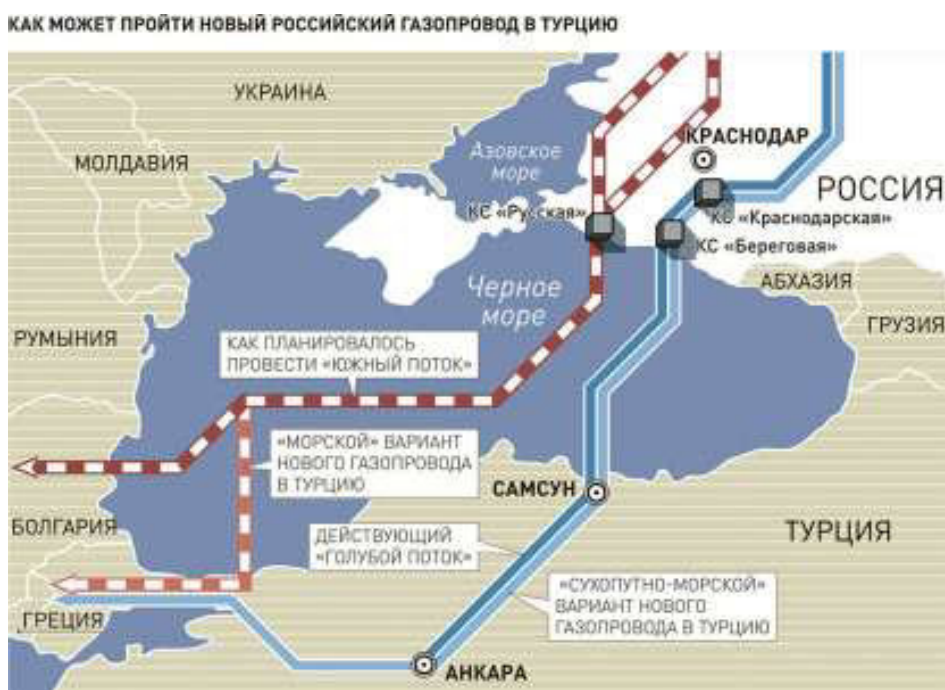 КАК МОЖЕТ ПРОЙТИ НОВЫЙ РОССИЙСКИЙ ГАЗОПРОВОД В ТУРЦИЮ
УКРАИНА
МОЛДАВИЯ
Азовское
море
КРАСНОДАР
РОССИЯ
КС «Русская»
КС «Краснодарская»
КС «Береговая»
АБХАЗИЯ
Черное
море
ГРУЗИЯ
РУМЫНИЯ
КАК ПЛАНИРОВАЛОСЬ
ПРОВЕСТИ «ЮЖНЫЙ ПОТОК»
«МОРСКОЙ» ВАРИАНТ
НОВОГО ГАЗОПРОВОДА
В ТУРЦИЮ
САМСУН
БОЛГАРИЯ
ДЕЙСТВУЮЩИЙ
«ГОЛУБОЙ ПОТОК»
ТУРЦИЯ
«СУХОПУТНО-МОРСКОЙ»
ВАРИАНТ НОВОГО
ГАЗОПРОВОДА В ТУРЦИЮ
ГРЕЦИЯ
АНКАРА